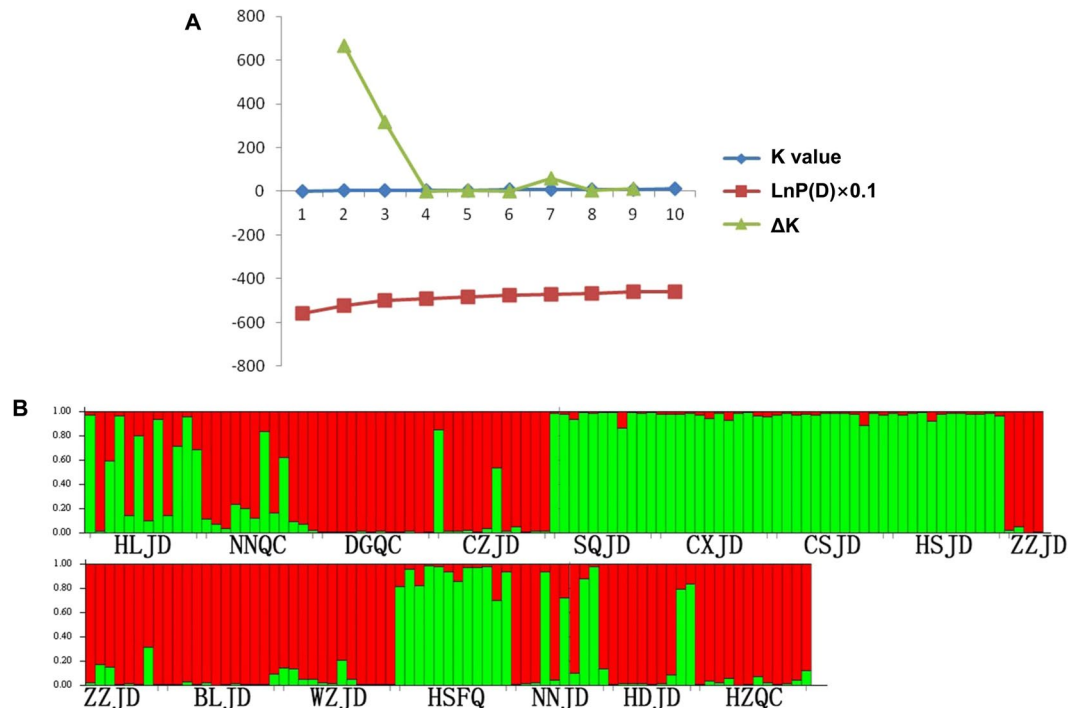 A
800
600
400
200
0
-200
-400
-600
-800
1 2 3 4 5 6 7 8 9 10
K value
LnP(D)×0.1
ΔK
B
1.00
0.80
0.60
0.40
0.20
0.00
HLJD NNQC DGQC CZJD SQJD CXJD CSJD HSJD ZZJD
1.00
0.80
0.60
0.40
0.20
0.00
ZZJD BLJD WZJD HSFQ NNJD HDJD HZQC